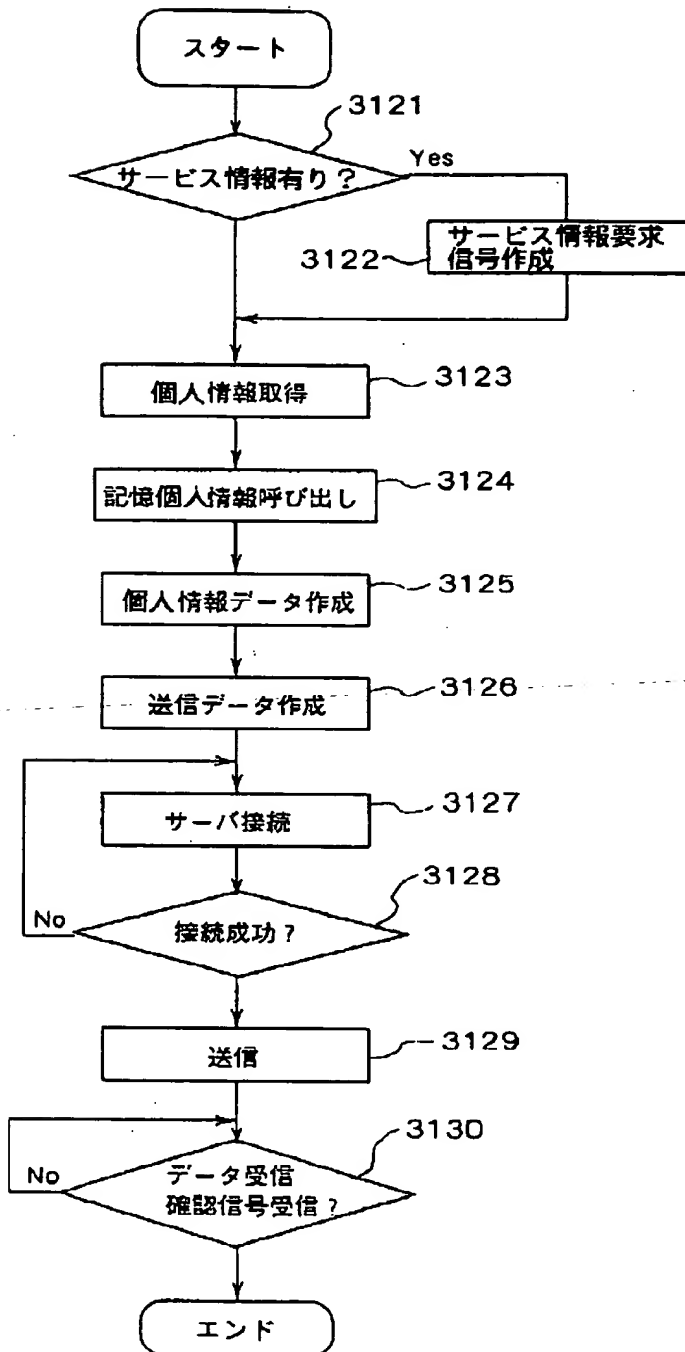 スタート
3121
サービス情報有り?
Yes
サービス情報要求
信号作成
3122
個人情報取得
3123
記憶個人情報呼び出し
3124
個人情報データ作成
3125
送信データ作成
3126
サーバ接続
3127
3128
接続成功?
No
送信
3129
3130
データ受信
確認信号受信?
No
エンド